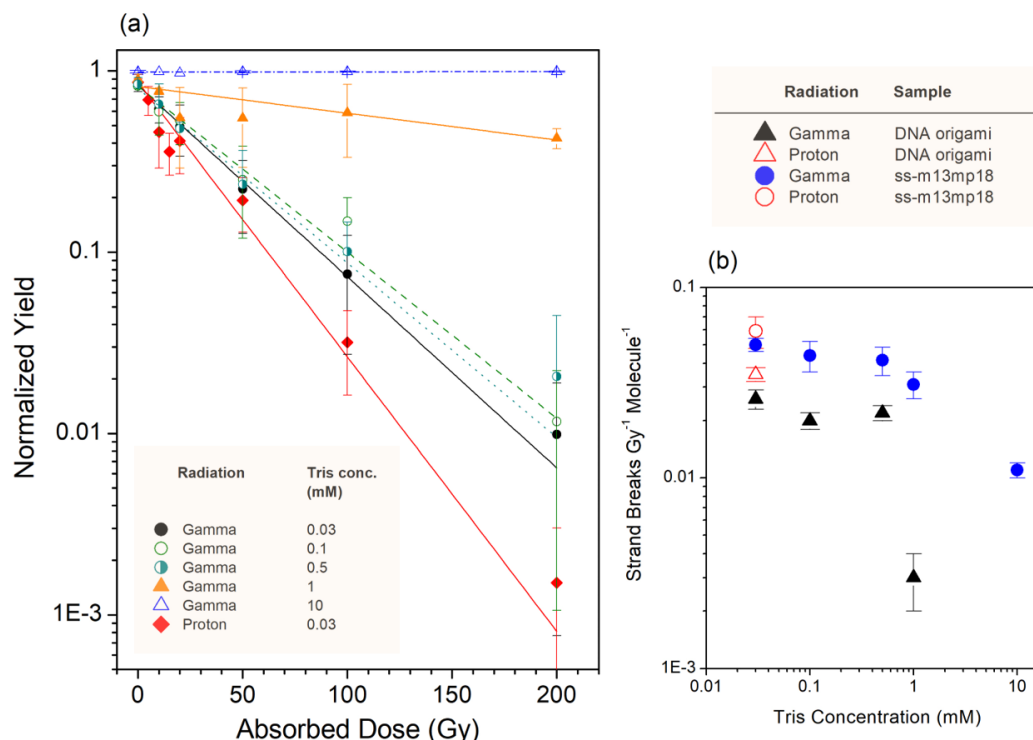 (a)
Normalized Yield
1
0.1
0.01
1E-3
0 50 100 150 200
Absorbed Dose (Gy)
Radiation Tris conc.
(mM)
Gamma 0.03
Gamma 0.1
Gamma 0.5
Gamma 1
Gamma 10
Proton 0.03
Radiation Sample
Gamma DNA origami
Proton DNA origami
Gamma ss-m13mp18
Proton ss-m13mp18
(b)
Strand Breaks Gy⁻¹ Molecule⁻¹
0.1
0.01
1E-3
0.01 0.1 1 10
Tris Concentration (mM)